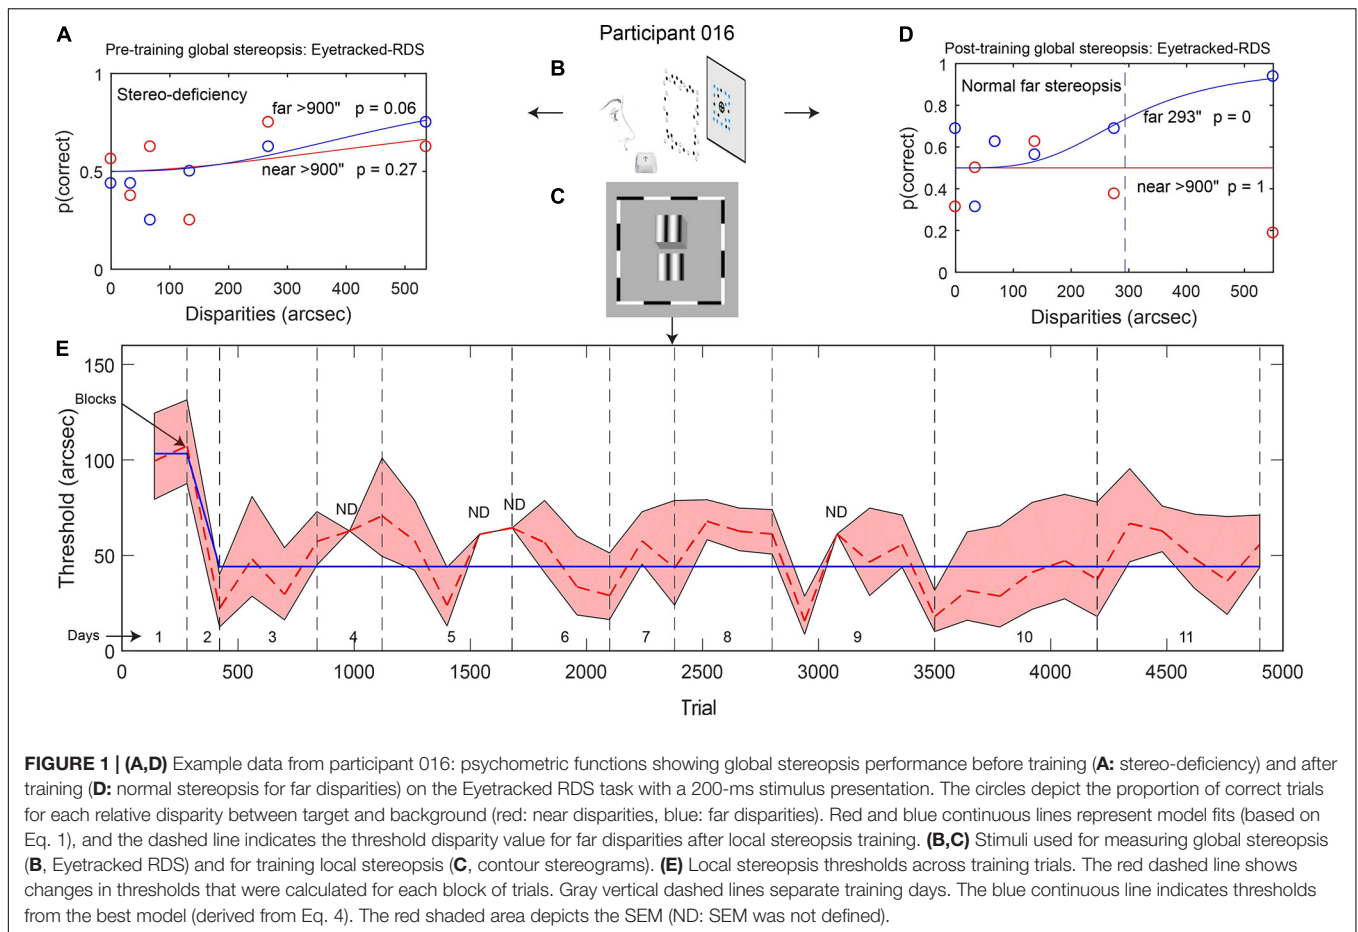 Participant 016
A
Pre-training global stereopsis: Eyetracked-RDS
Stereo-deficiency
far >900" p = 0.06
near >900" p = 0.27
p(correct)
1
0.5
0
0 100 200 300 400 500
Disparities (arcsec)
B
C
D
Post-training global stereopsis: Eyetracked-RDS
Normal far stereopsis
far 293" p = 0
near >900" p = 1
p(correct)
1
0.8
0.6
0.4
0.2
0
0 100 200 300 400 500
Disparities (arcsec)
E
Blocks
Threshold (arcsec)
150
100
50
0
ND ND ND ND
Days
1 2 3 4 5 6 7 8 9 10 11
0 500 1000 1500 2000 2500 3000 3500 4000 4500 5000
Trial
FIGURE 1 | (A,D) Example data from participant 016: psychometric functions showing global stereopsis performance before training (A: stereo-deficiency) and after
training (D: normal stereopsis for far disparities) on the Eyetracked RDS task with a 200-ms stimulus presentation. The circles depict the proportion of correct trials
for each relative disparity between target and background (red: near disparities, blue: far disparities). Red and blue continuous lines represent model fits (based on
Eq. 1), and the dashed line indicates the threshold disparity value for far disparities after local stereopsis training. (B,C) Stimuli used for measuring global stereopsis
(B, Eyetracked RDS) and for training local stereopsis (C, contour stereograms). (E) Local stereopsis thresholds across training trials. The red dashed line shows
changes in thresholds that were calculated for each block of trials. Gray vertical dashed lines separate training days. The blue continuous line indicates thresholds
from the best model (derived from Eq. 4). The red shaded area depicts the SEM (ND: SEM was not defined).